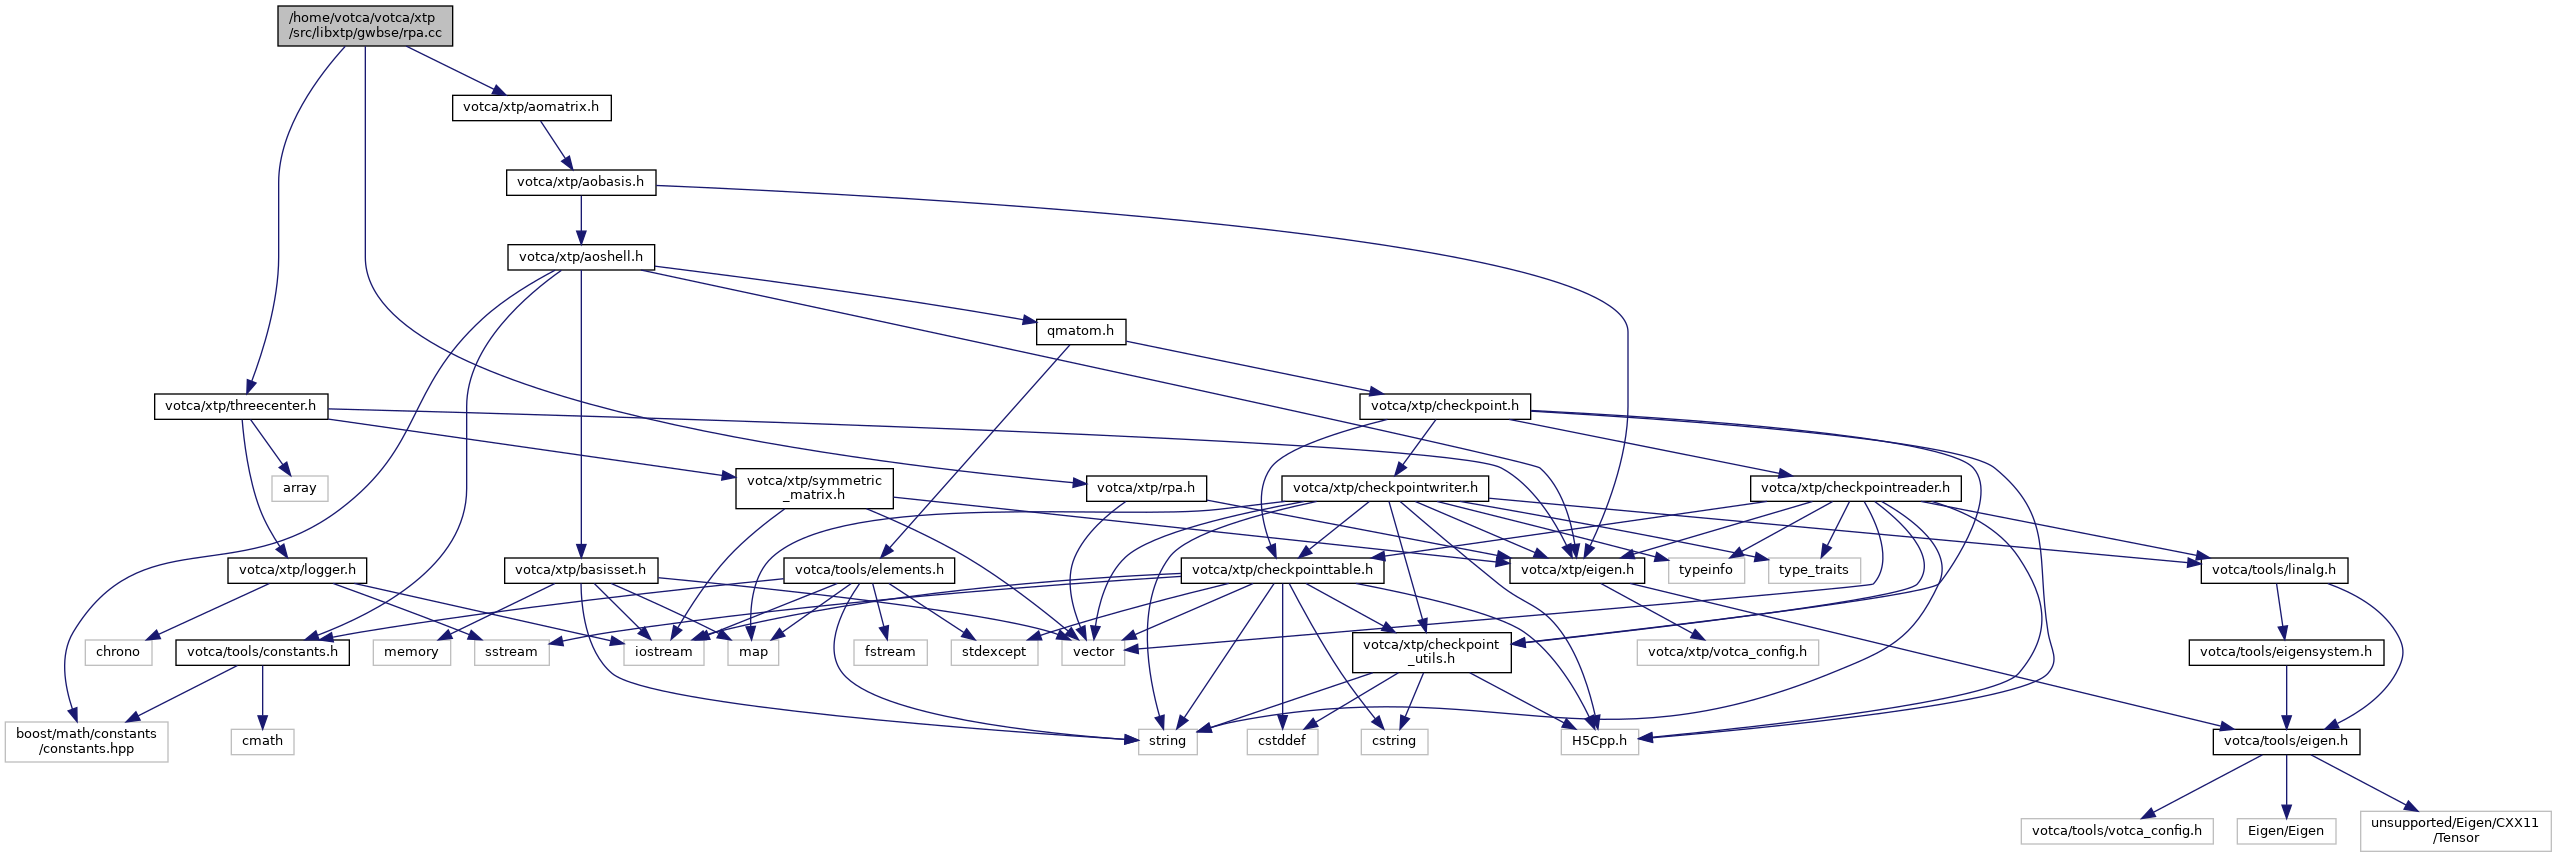 /home/votca/votca/xtp
/src/libxtp/gwbse/rpa.cc
votca/xtp/aomatrix.h
votca/xtp/aobasis.h
votca/xtp/aoshell.h
qmatom.h
votca/xtp/threecenter.h
votca/xtp/checkpoint.h
array
votca/xtp/symmetric
_matrix.h
votca/xtp/rpa.h
votca/xtp/checkpointwriter.h
votca/xtp/checkpointreader.h
votca/xtp/logger.h
votca/xtp/basisset.h
votca/tools/elements.h
votca/xtp/checkpointtable.h
votca/xtp/eigen.h
typeinfo
type_traits
votca/tools/linalg.h
chrono
votca/tools/constants.h
memory
sstream
iostream
map
fstream
stdexcept
vector
votca/xtp/checkpoint
_utils.h
votca/xtp/votca_config.h
votca/tools/eigensystem.h
boost/math/constants
/constants.hpp
cmath
string
cstddef
cstring
H5Cpp.h
votca/tools/eigen.h
votca/tools/votca_config.h
Eigen/Eigen
unsupported/Eigen/CXX11
/Tensor